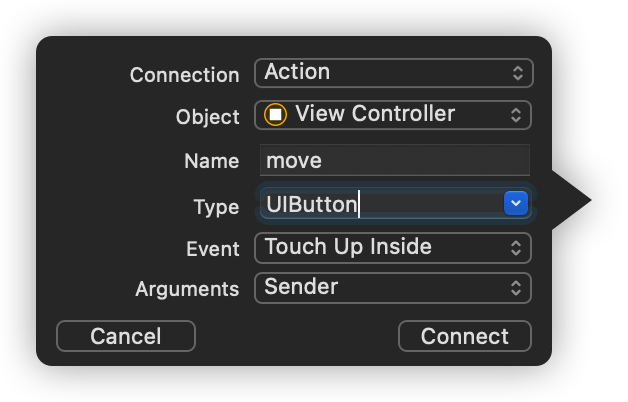 Connection Action
Object View Controller
Name move
Type UIButton
Event Touch Up Inside
Arguments Sender
Cancel Connect